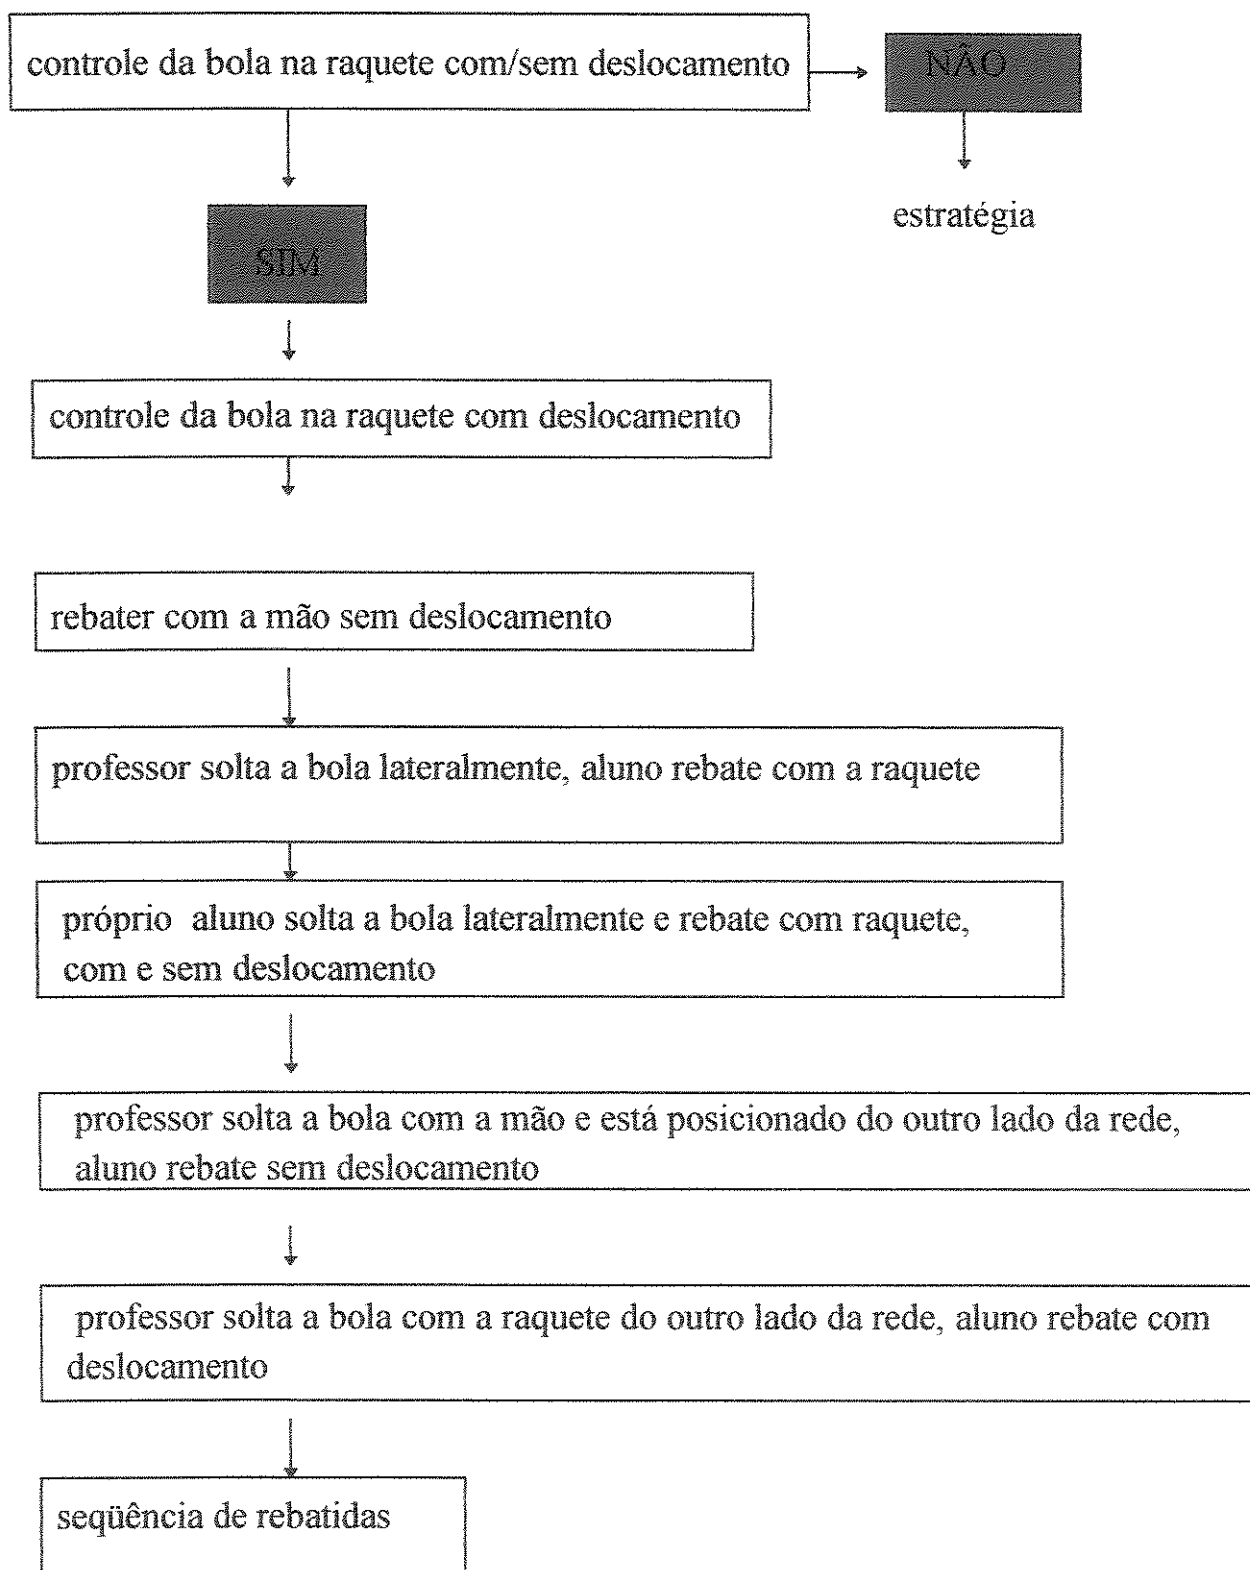 controle da bola na raquete com/sem deslocamento
NÃO
estratégia
SIM
controle da bola na raquete com deslocamento
rebater com a mão sem deslocamento
professor solta a bola lateralmente, aluno rebate com a raquete
próprio aluno solta a bola lateralmente e rebate com raquete,
com e sem deslocamento
professor solta a bola com a mão e está posicionado do outro lado da rede,
aluno rebate sem deslocamento
professor solta a bola com a raquete do outro lado da rede, aluno rebate com
deslocamento
seqüência de rebatidas